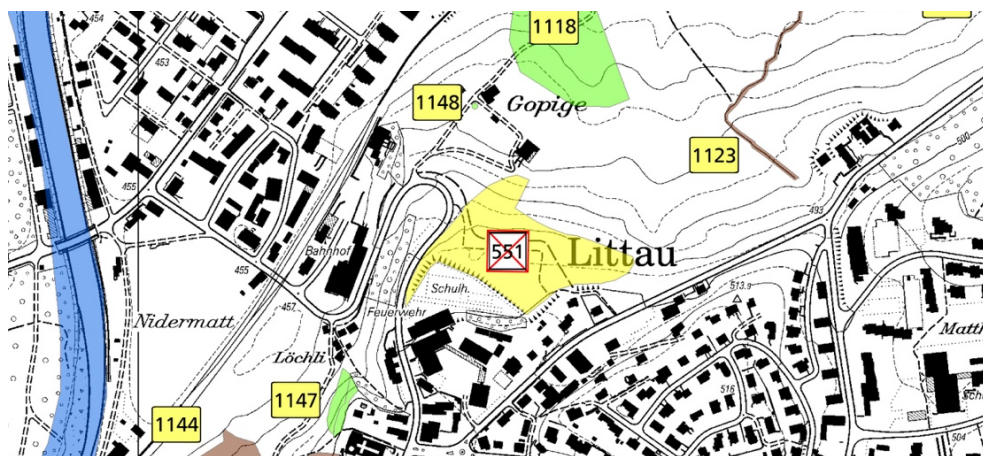 454
1118
453
1148
Gopige
1123
500
455
493
551
Littau
Bahnhof
455
Schulh.
513.9
457
Feuerwehr
Nidermatt
Löchli
Matth
516
1147
1144
504